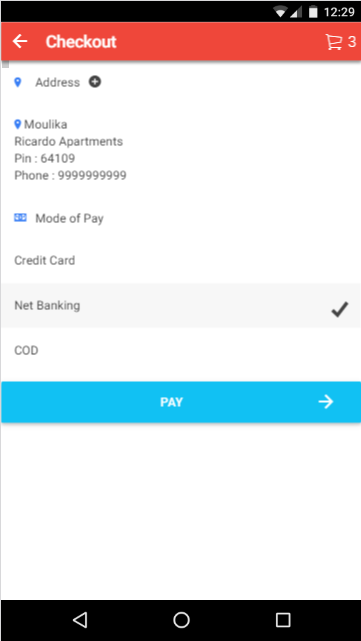 12:29
Checkout 3
Address
Moulika
Ricardo Apartments
Pin : 64109
Phone : 9999999999
Mode of Pay
Credit Card
Net Banking
COD
PAY